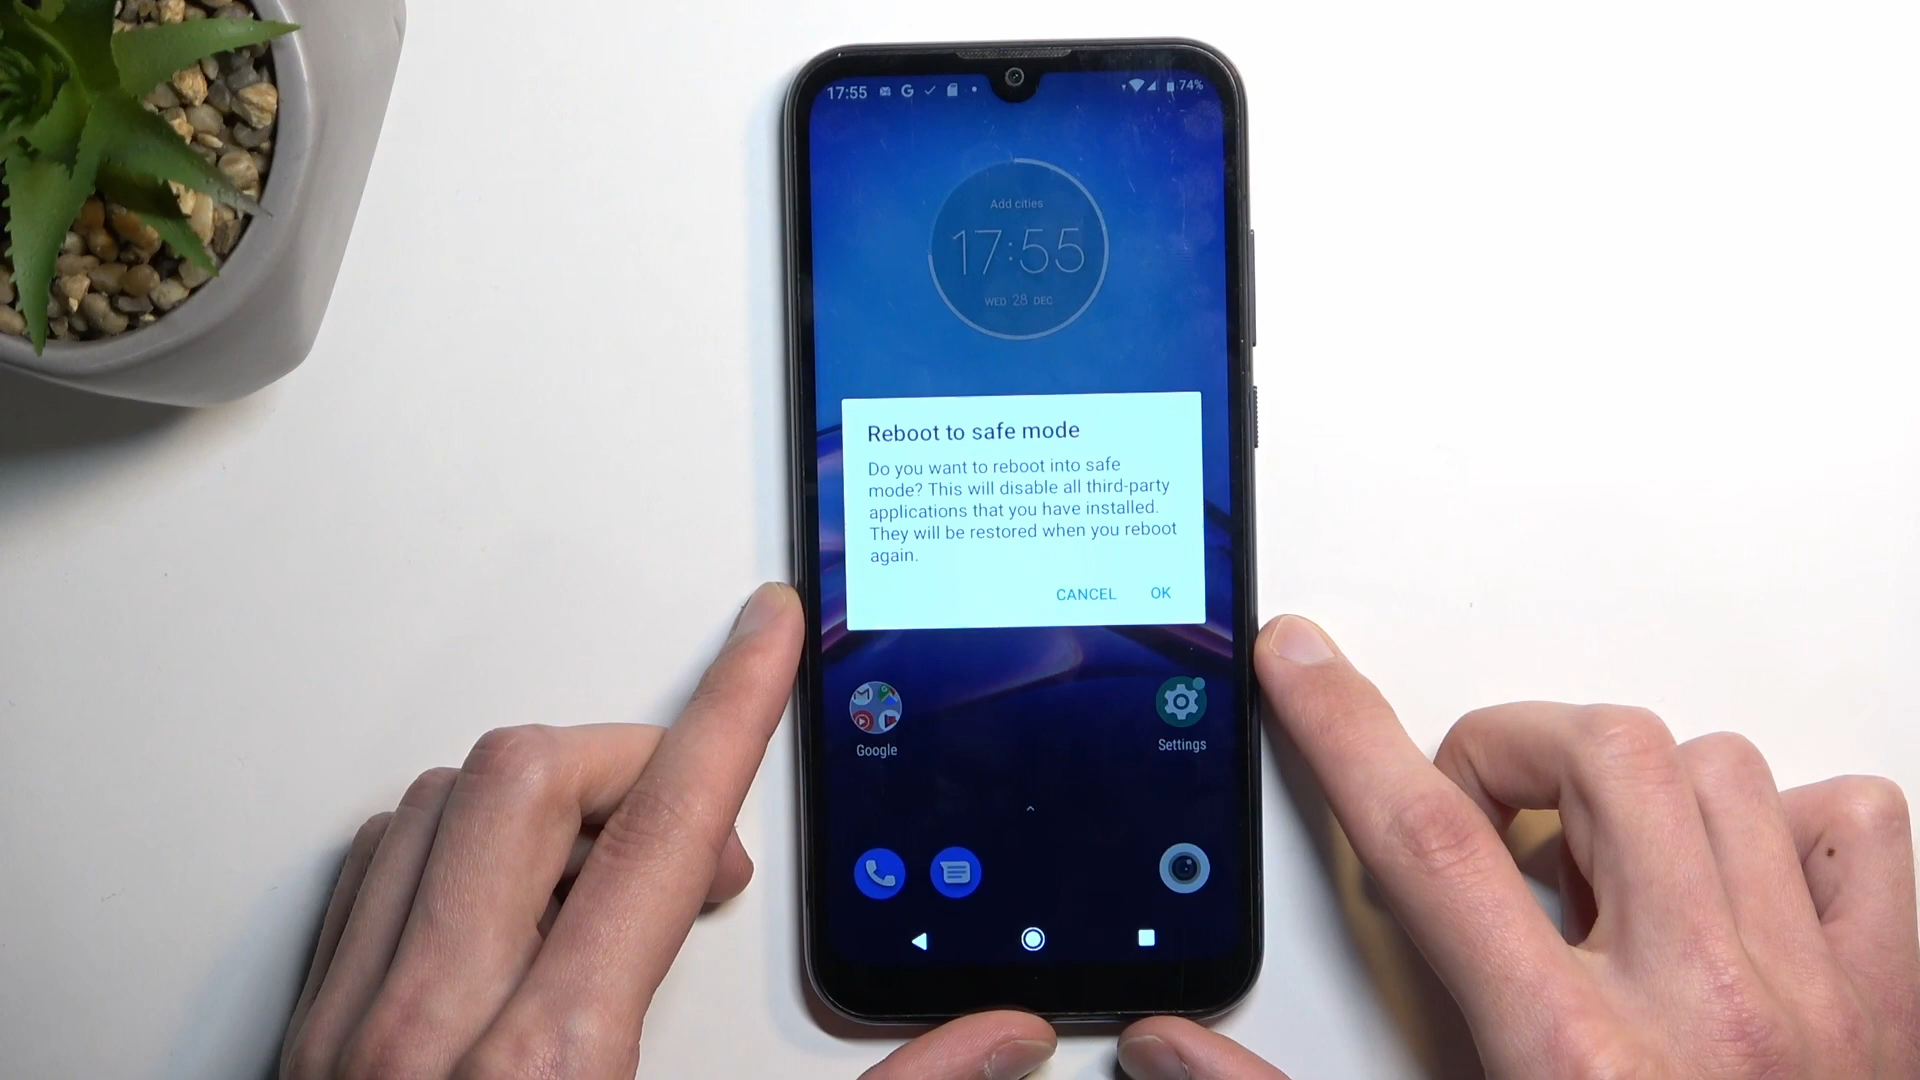 17:55
74%
Add cities
17:55
WED 28 DEC
Reboot to safe mode
Do you want to reboot into safe
mode? This will disable all third-party
applications that you have installed.
They will be restored when you reboot
again.
CANCEL OK
Google
Settings